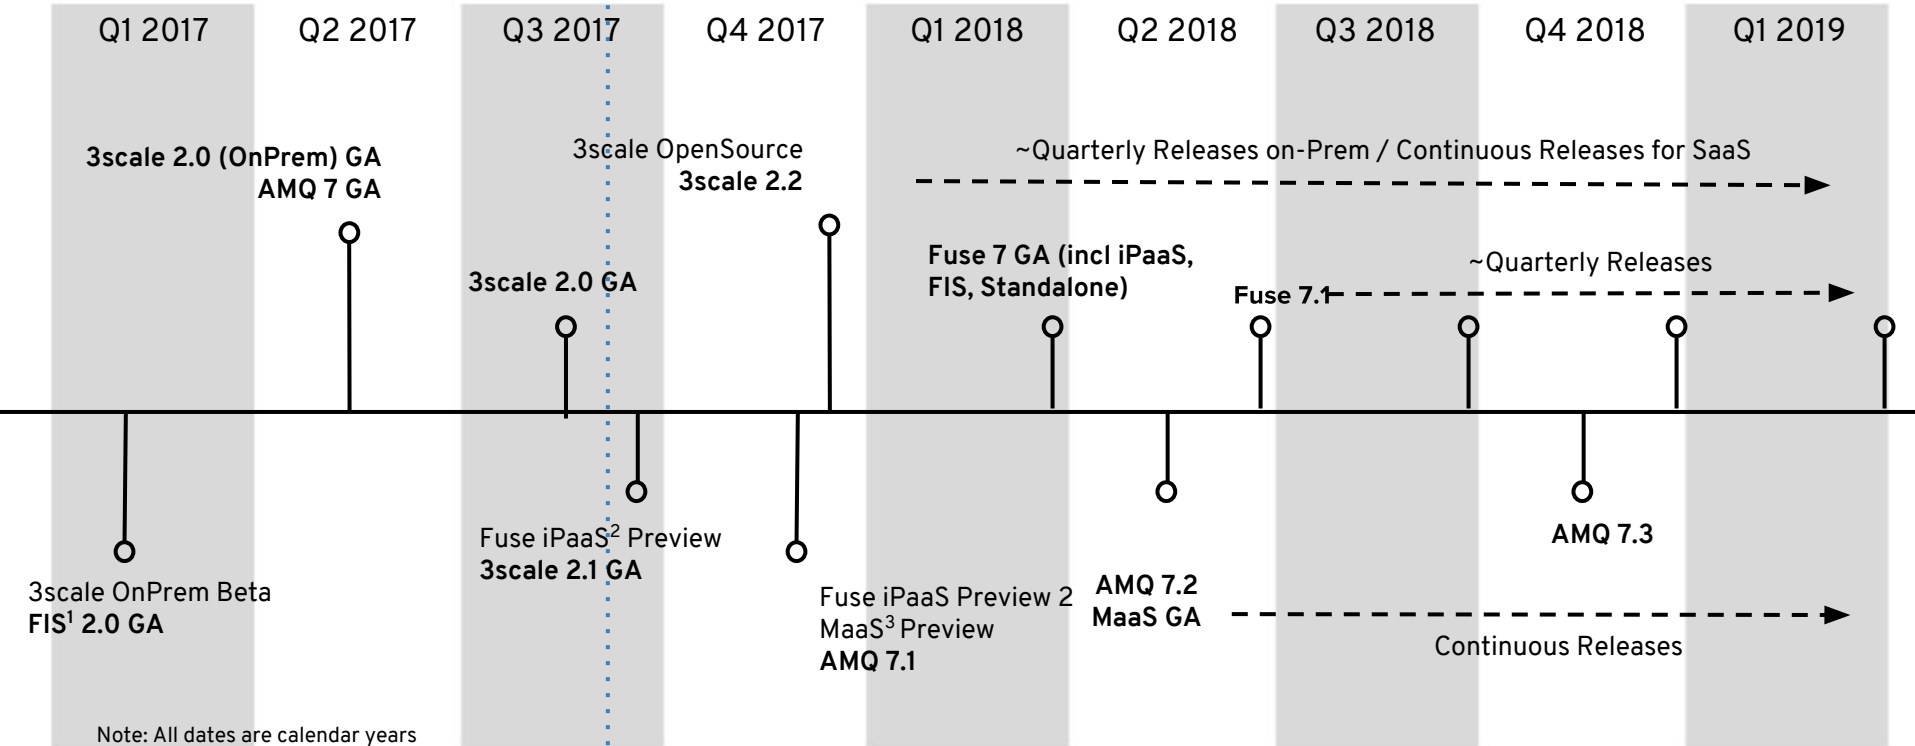 Q1 2017
Q2 2017
Q3 2017
Q4 2017
Q1 2018
Q2 2018
Q3 2018
Q4 2018
Q1 2019
3scale 2.0 (OnPrem) GA
AMQ 7 GA
3scale OpenSource
3scale 2.2
~Quarterly Releases on-Prem / Continuous Releases for SaaS
3scale 2.0 GA
Fuse 7 GA (incl iPaaS,
FIS, Standalone)
Fuse 7.1
~Quarterly Releases
3scale OnPrem Beta
FIS¹ 2.0 GA
Fuse iPaaS² Preview
3scale 2.1 GA
Fuse iPaaS Preview 2
MaaS³ Preview
AMQ 7.1
AMQ 7.2
MaaS GA
AMQ 7.3
Continuous Releases
Note: All dates are calendar years